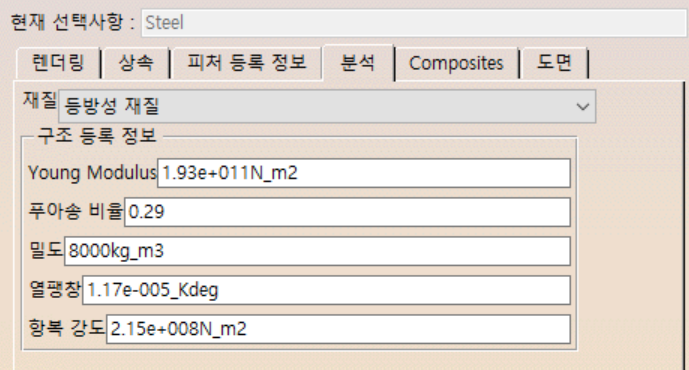 현재 선택사항 : Steel
렌더링 상속 피처 등록 정보 분석 Composites 도면
재질 등방성 재질
구조 등록 정보
Young Modulus 1.93e+011N_m2
푸아송 비율 0.29
밀도 8000kg_m3
열팽창 1.17e-005_Kdeg
항복 강도 2.15e+008N_m2